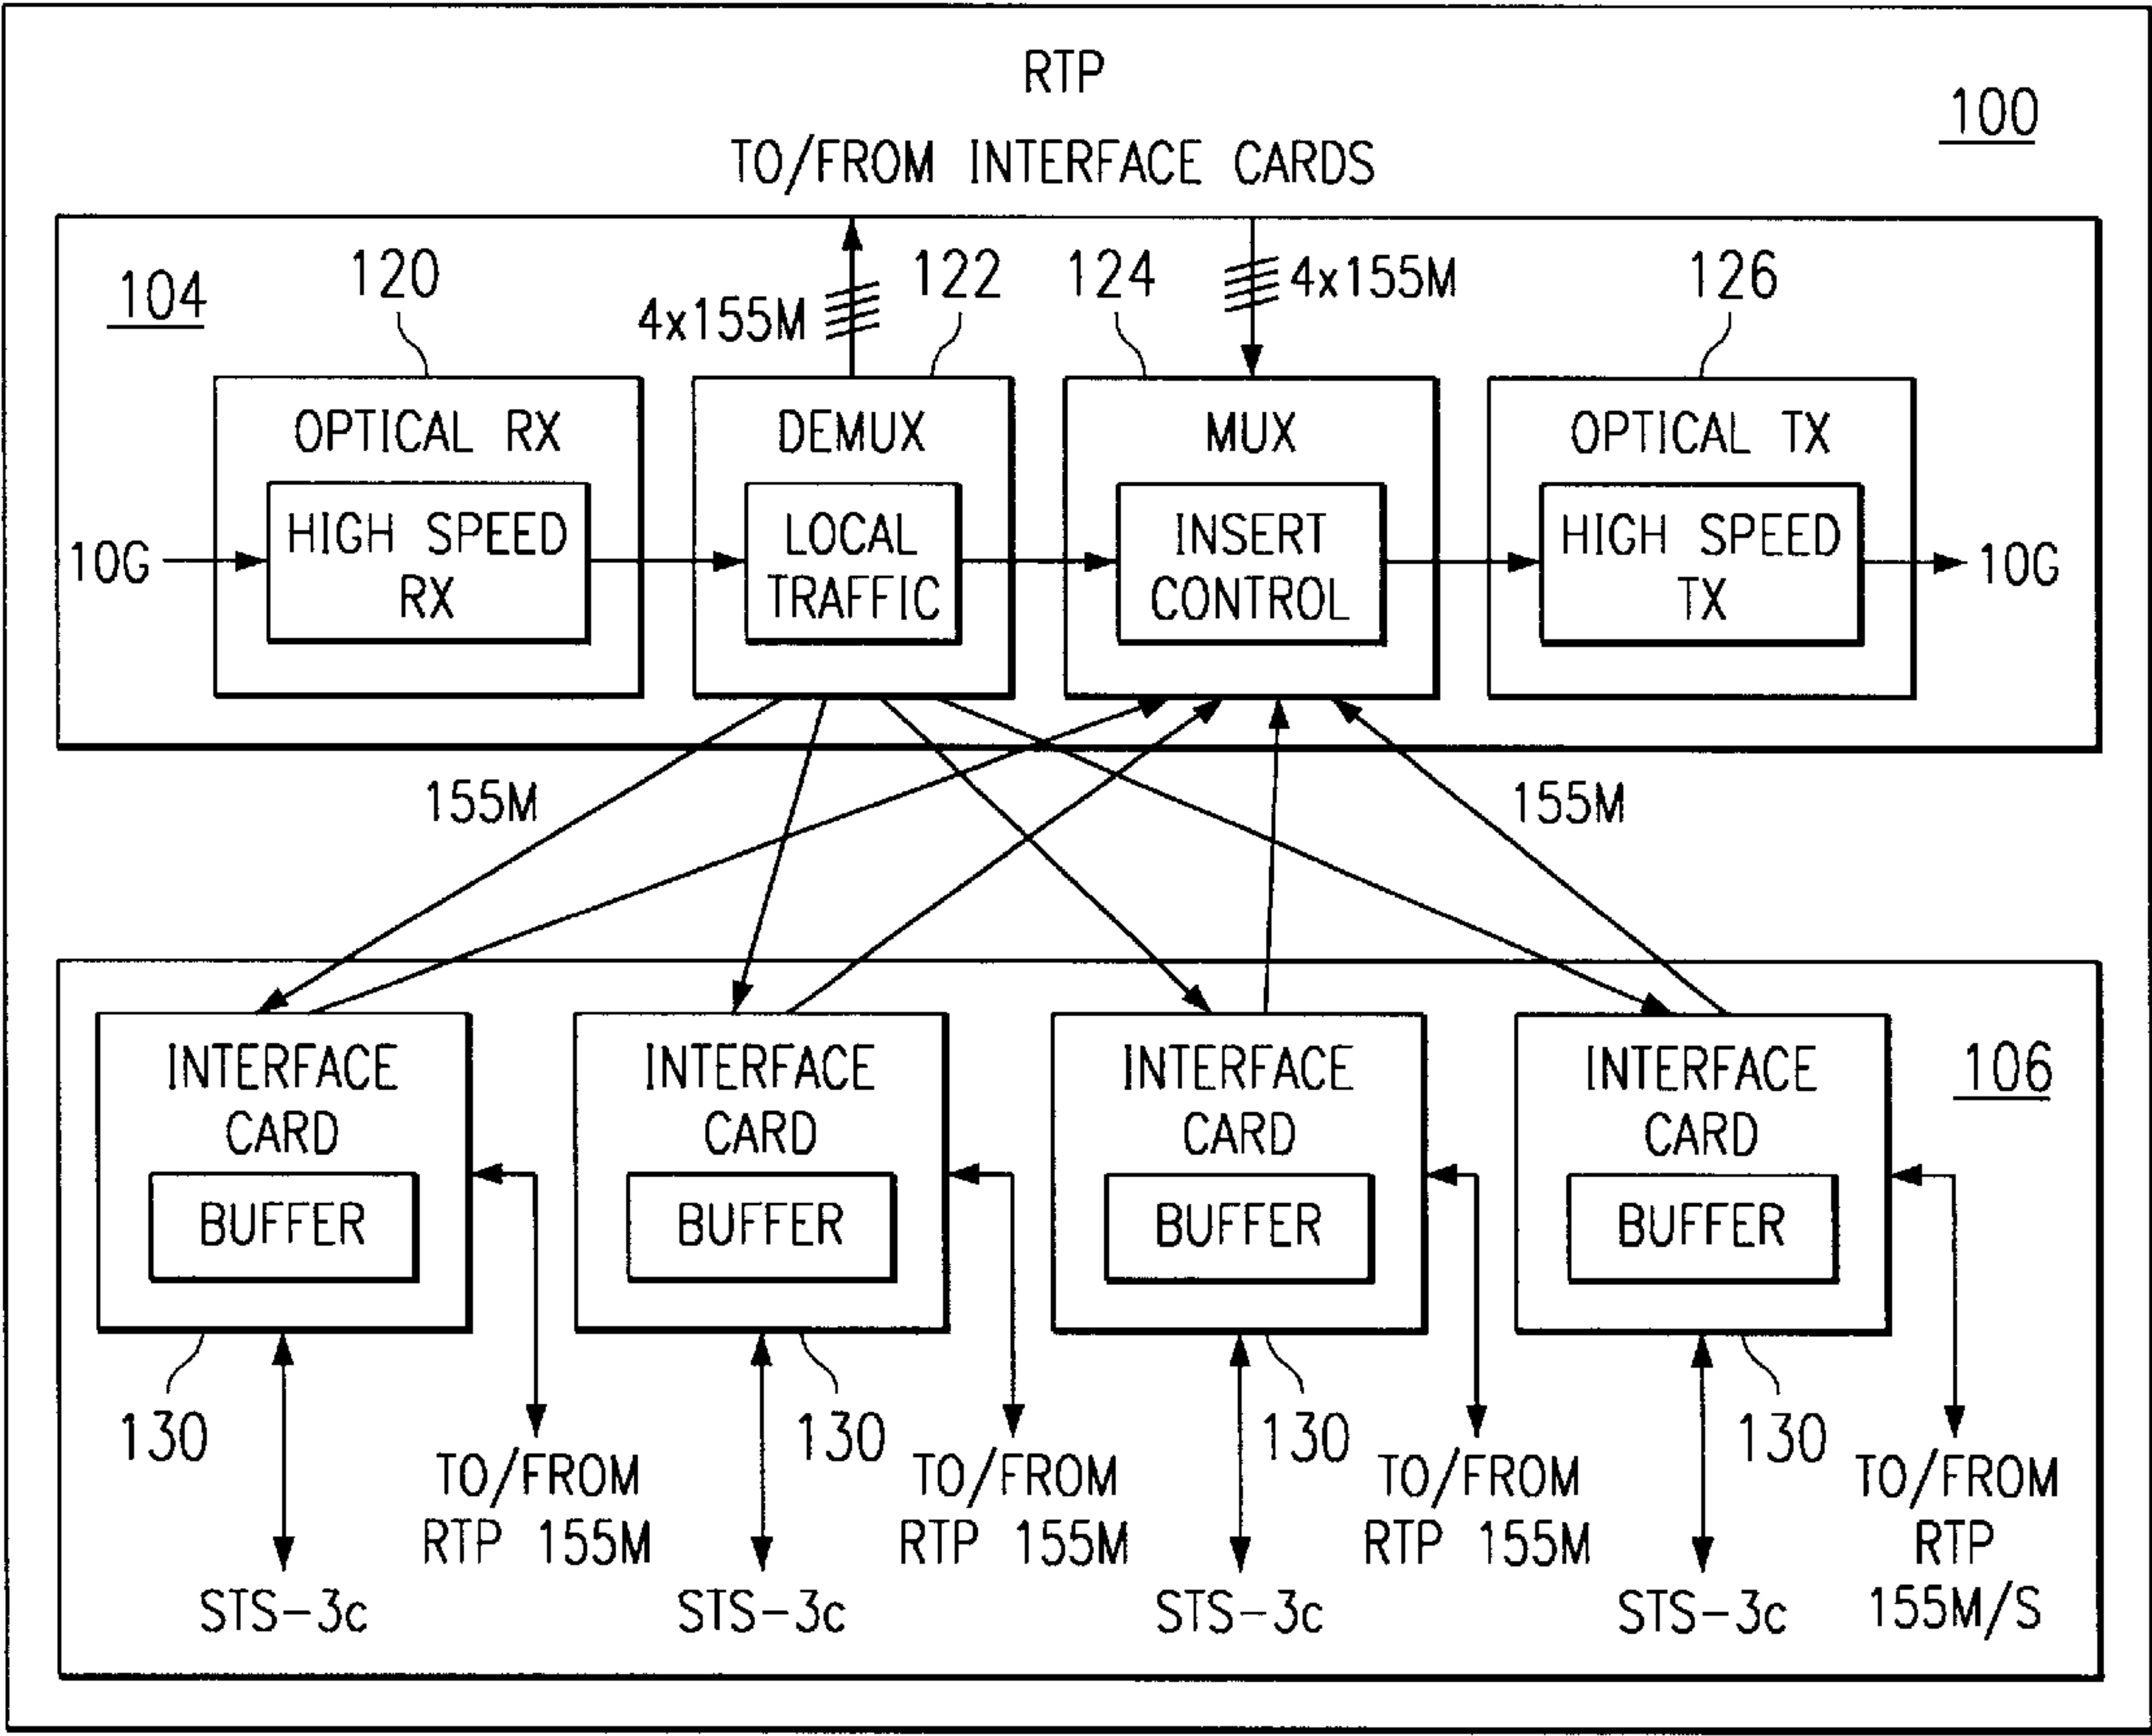 RTP
100
TO/FROM INTERFACE CARDS
104
120
4x155M
122
124
4x155M
126
OPTICAL RX
DEMUX
MUX
OPTICAL TX
10G
HIGH SPEED
RX
LOCAL
TRAFFIC
INSERT
CONTROL
HIGH SPEED
TX
10G
155M
155M
106
INTERFACE
CARD
BUFFER
INTERFACE
CARD
BUFFER
INTERFACE
CARD
BUFFER
INTERFACE
CARD
BUFFER
130
TO/FROM
RTP 155M
STS-3c
130
TO/FROM
RTP 155M
STS-3c
130
TO/FROM
RTP 155M
STS-3c
130
TO/FROM
RTP
155M/S
STS-3c